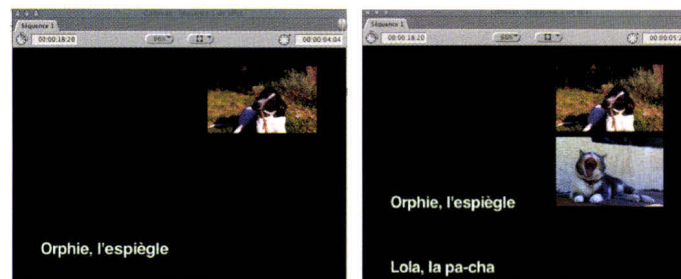 Séquence 1
00:00:18:20
00:00:04:04
Orphie, l'espiègle
Séquence 1
00:00:18:20
Orphie, l'espiègle
Lola, la pa-cha